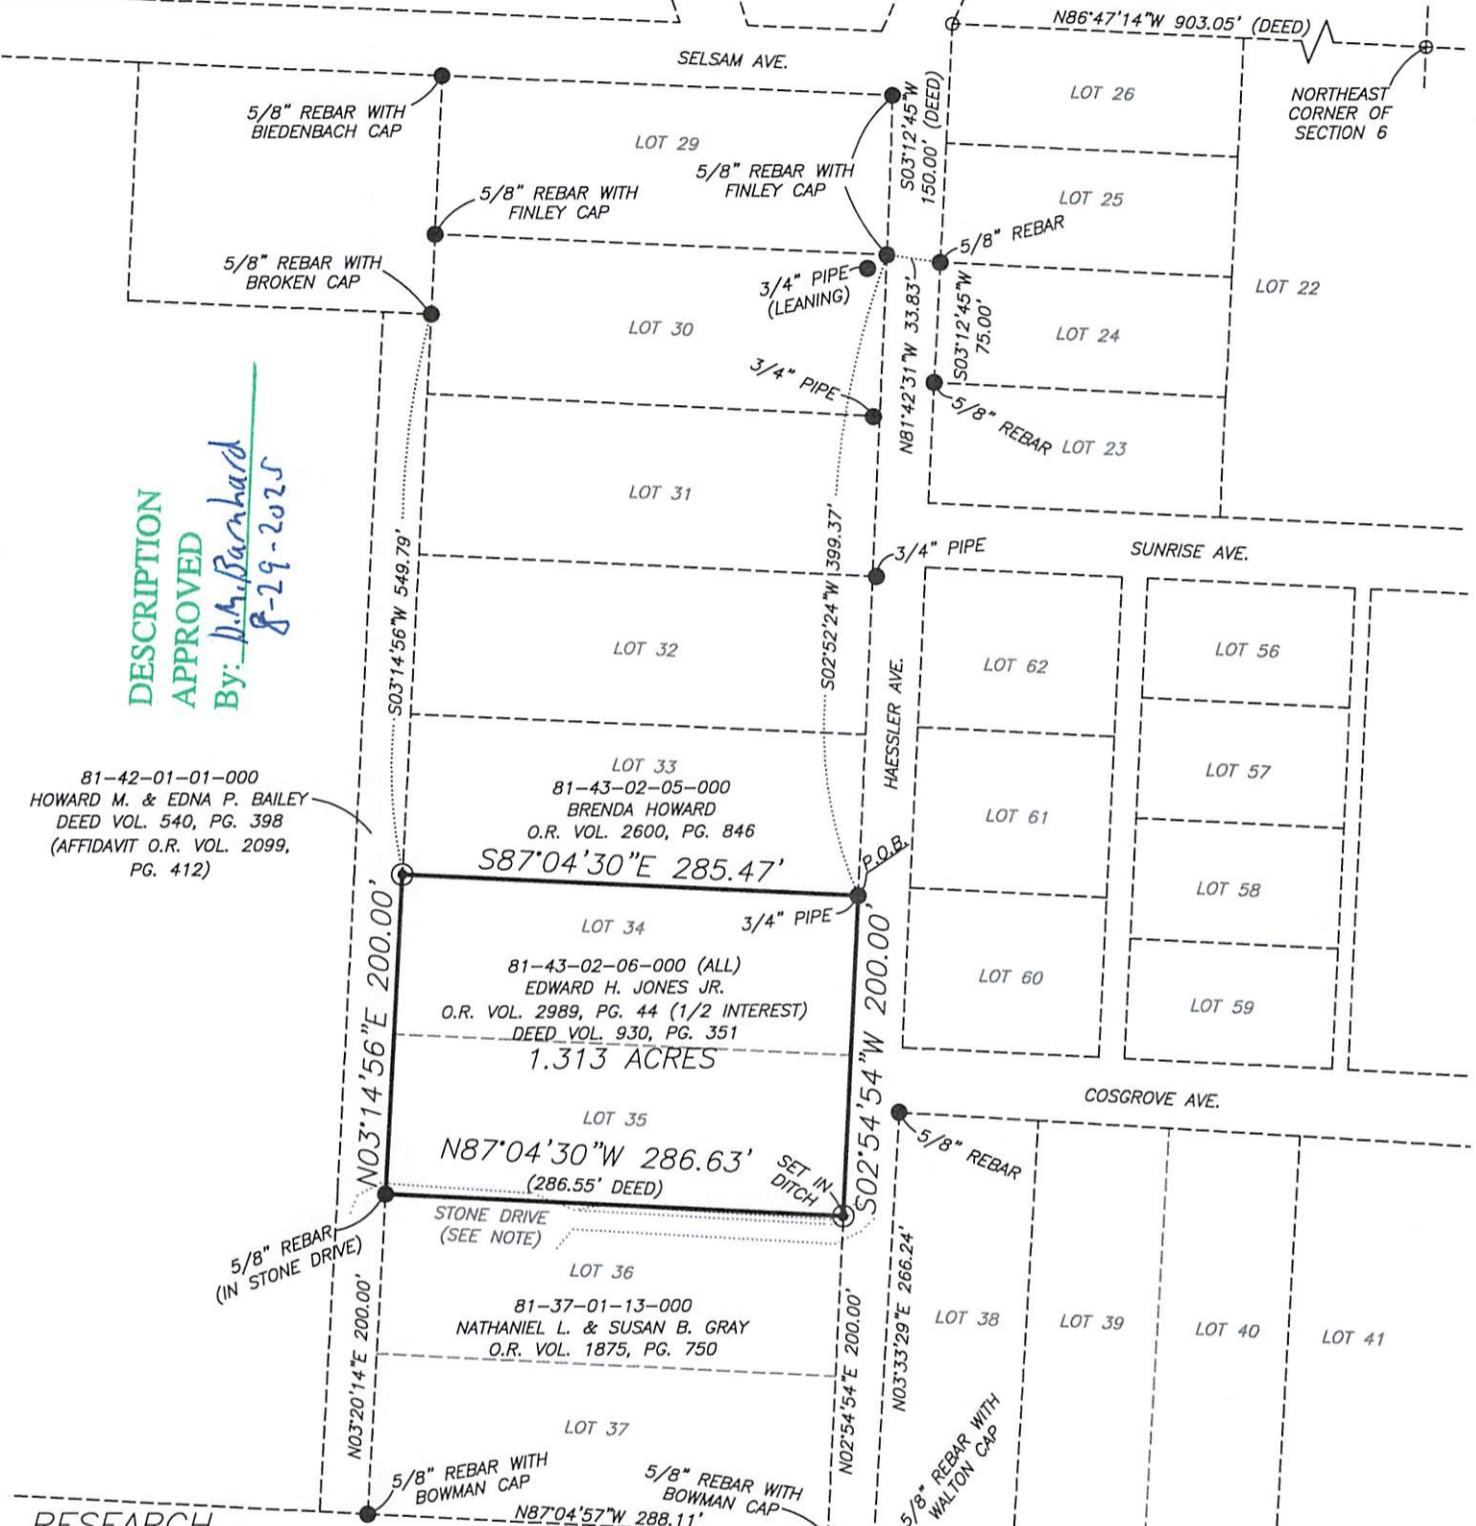 N86°47'14"W 903.05' (DEED)
SELSAM AVE.
NORTHEAST
CORNER OF
SECTION 6
5/8" REBAR WITH
BIEDENBACH CAP
LOT 29
5/8" REBAR WITH
FINLEY CAP
S03°12'45"W
150.00' (DEED)
LOT 26
LOT 25
5/8" REBAR WITH
FINLEY CAP
5/8" REBAR
5/8" REBAR WITH
BROKEN CAP
3/4" PIPE
(LEANING)
N81°42'31"W 33.83'
S03°12'45"W
75.00'
LOT 22
LOT 30
LOT 24
3/4" PIPE
5/8" REBAR
LOT 23
DESCRIPTION
APPROVED
By: D.M. Barnhard
8-29-2025
LOT 31
S03°14'56"W 549.79'
S02°52'24"W 399.37'
3/4" PIPE
SUNRISE AVE.
LOT 32
HAESSLER AVE.
LOT 62
LOT 56
81-42-01-01-000
HOWARD M. & EDNA P. BAILEY
DEED VOL. 540, PG. 398
(AFFIDAVIT O.R. VOL. 2099,
PG. 412)
LOT 33
81-43-02-05-000
BRENDA HOWARD
O.R. VOL. 2600, PG. 846
LOT 61
LOT 57
S87°04'30"E 285.47'
P.O.B.
LOT 58
3/4" PIPE
LOT 34
81-43-02-06-000 (ALL)
EDWARD H. JONES JR.
O.R. VOL. 2989, PG. 44 (1/2 INTEREST)
DEED VOL. 930, PG. 351
1.313 ACRES
N03°14'56"E 200.00'
S02°54'54"W 200.00'
LOT 60
LOT 59
LOT 35
COSGROVE AVE.
N87°04'30"W 286.63'
(286.55' DEED)
SET IN
DITCH
5/8" REBAR
STONE DRIVE
(SEE NOTE)
5/8" REBAR
(IN STONE DRIVE)
LOT 36
81-37-01-13-000
NATHANIEL L. & SUSAN B. GRAY
O.R. VOL. 1875, PG. 750
N03°20'14"E 200.00'
N02°54'54"E 200.00'
N03°33'29"E 266.24'
LOT 38
LOT 39
LOT 40
LOT 41
LOT 37
5/8" REBAR WITH
BOWMAN CAP
5/8" REBAR WITH
BOWMAN CAP
5/8" REBAR WITH
WALTON CAP
N87°04'57"W 288.11'
RESEARCH